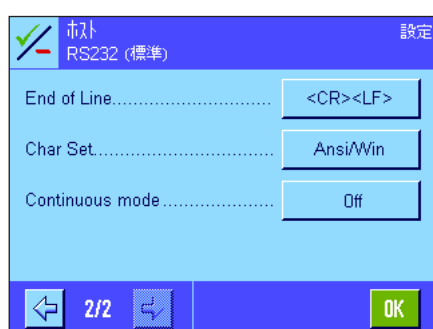 ホスト 設定
RS232 (標準)
End of Line............................ <CR><LF>
Char Set................................ Ansi/Win
Continuous mode.................... Off
2/2 OK